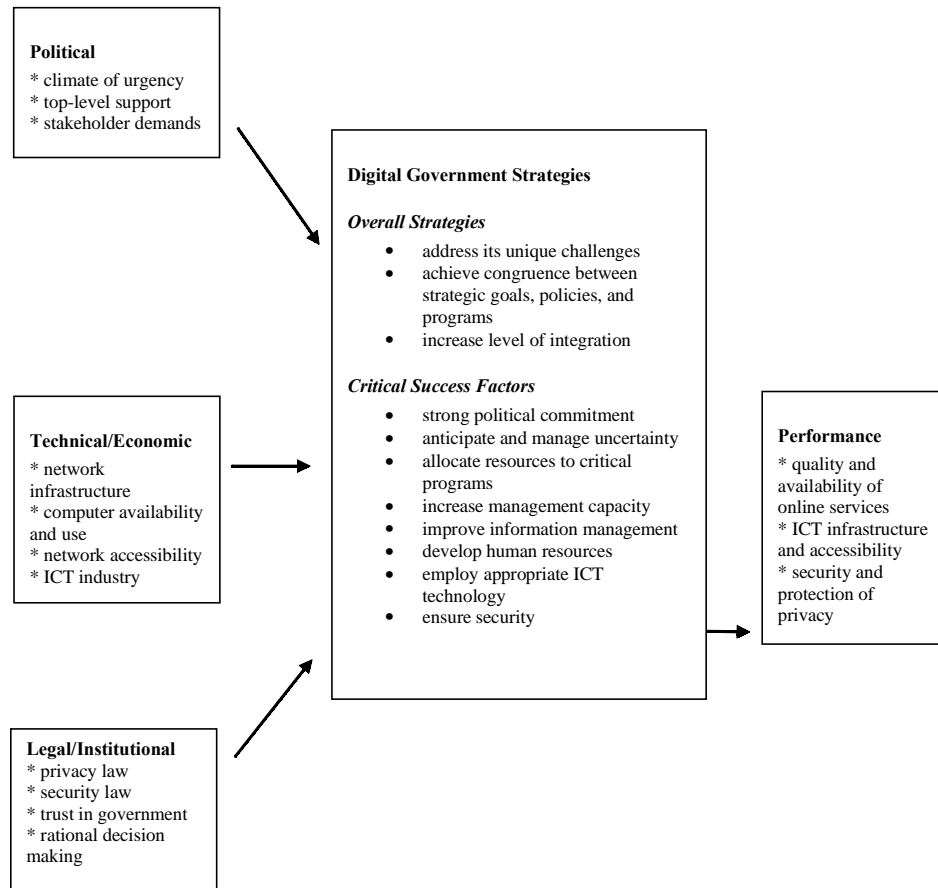 Political
* climate of urgency
* top-level support
* stakeholder demands
Digital Government Strategies
Overall Strategies
• address its unique challenges
• achieve congruence between
strategic goals, policies, and
programs
• increase level of integration
Critical Success Factors
• strong political commitment
• anticipate and manage uncertainty
• allocate resources to critical
programs
• increase management capacity
• improve information management
• develop human resources
• employ appropriate ICT
technology
• ensure security
Technical/Economic
* network
infrastructure
* computer availability
and use
* network accessibility
* ICT industry
Performance
* quality and
availability of
online services
* ICT infrastructure
and accessibility
* security and
protection of
privacy
Legal/Institutional
* privacy law
* security law
* trust in government
* rational decision
making